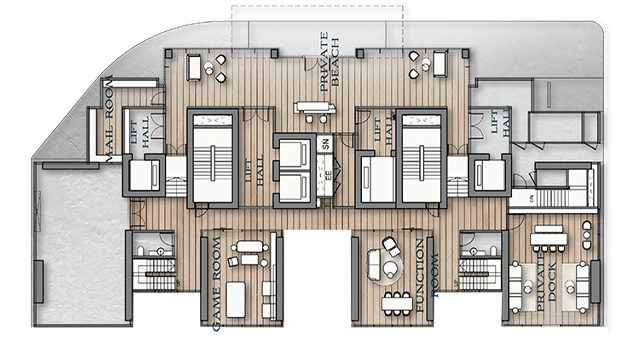 PRIVATE
BEACH
MAIL ROOM
LIFT
HALL
LIFT
HALL
SN
EE
LIFT
HALL
LIFT
HALL
GAME ROOM
FUNCTION
ROOM
PRIVATE
DOCK